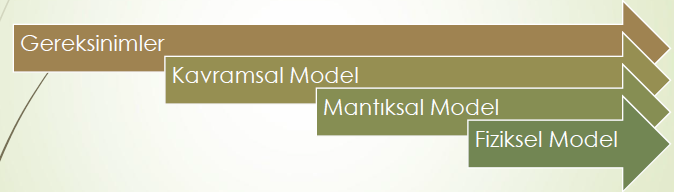 Gereksinimler
Kavramsal Model
Mantıksal Model
Fiziksel Model